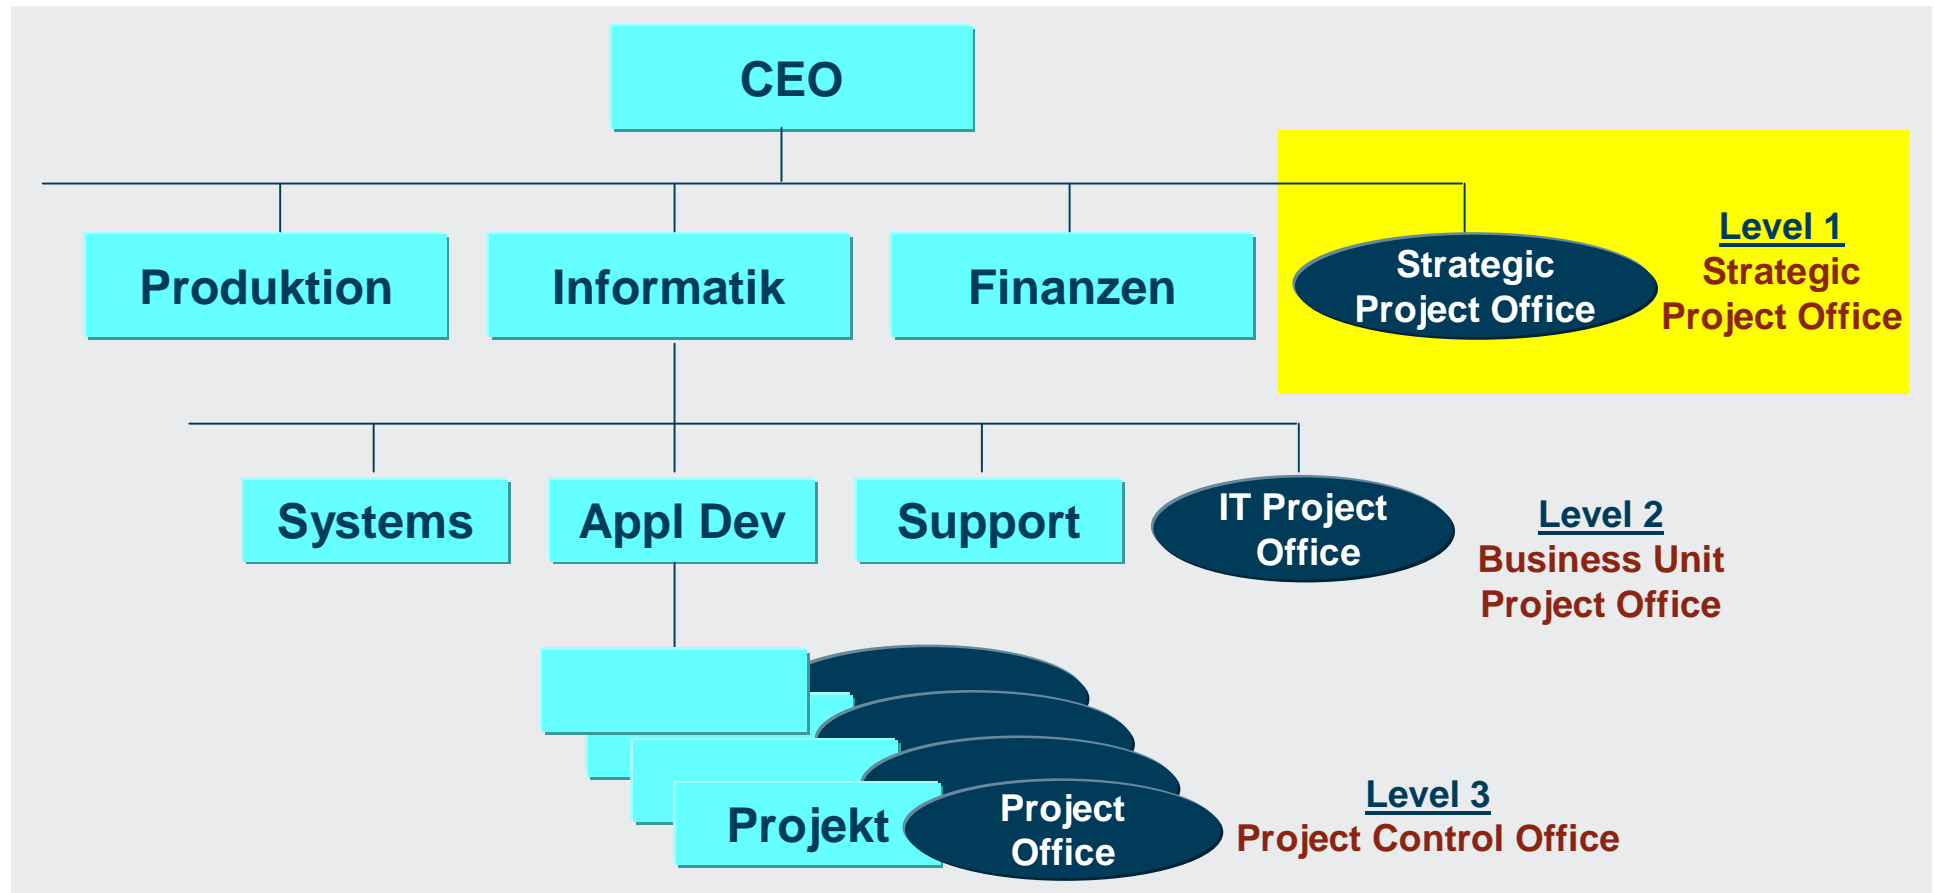 CEO
Produktion
Informatik
Finanzen
Strategic
Project Office
Level 1
Strategic
Project Office
Systems
Appl Dev
Support
IT Project
Office
Level 2
Business Unit
Project Office
Projekt
Project
Office
Level 3
Project Control Office